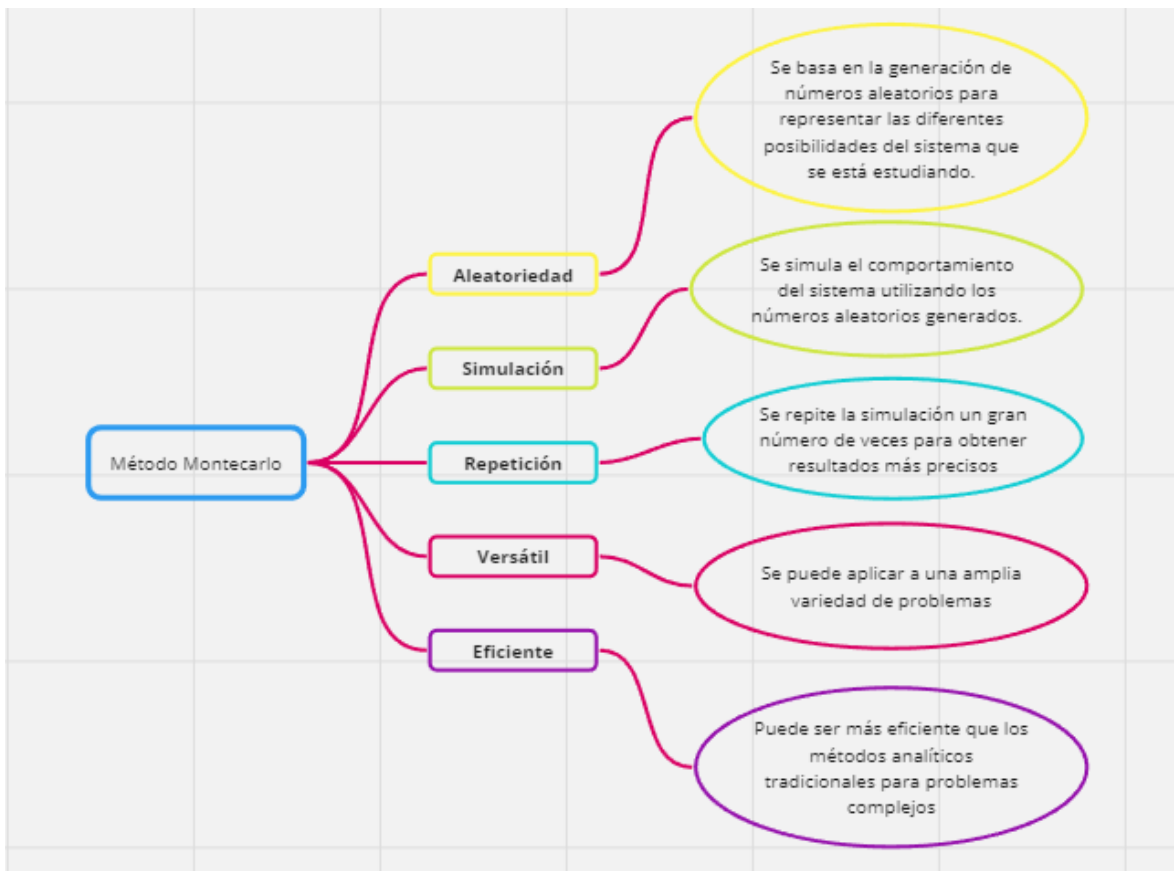 Método Montecarlo
Aleatoriedad
Se basa en la generación de
números aleatorios para
representar las diferentes
posibilidades del sistema que
se está estudiando.
Simulación
Se simula el comportamiento
del sistema utilizando los
números aleatorios generados.
Repetición
Se repite la simulación un gran
número de veces para obtener
resultados más precisos
Versátil
Se puede aplicar a una amplia
variedad de problemas
Eficiente
Puede ser más eficiente que los
métodos analíticos
tradicionales para problemas
complejos